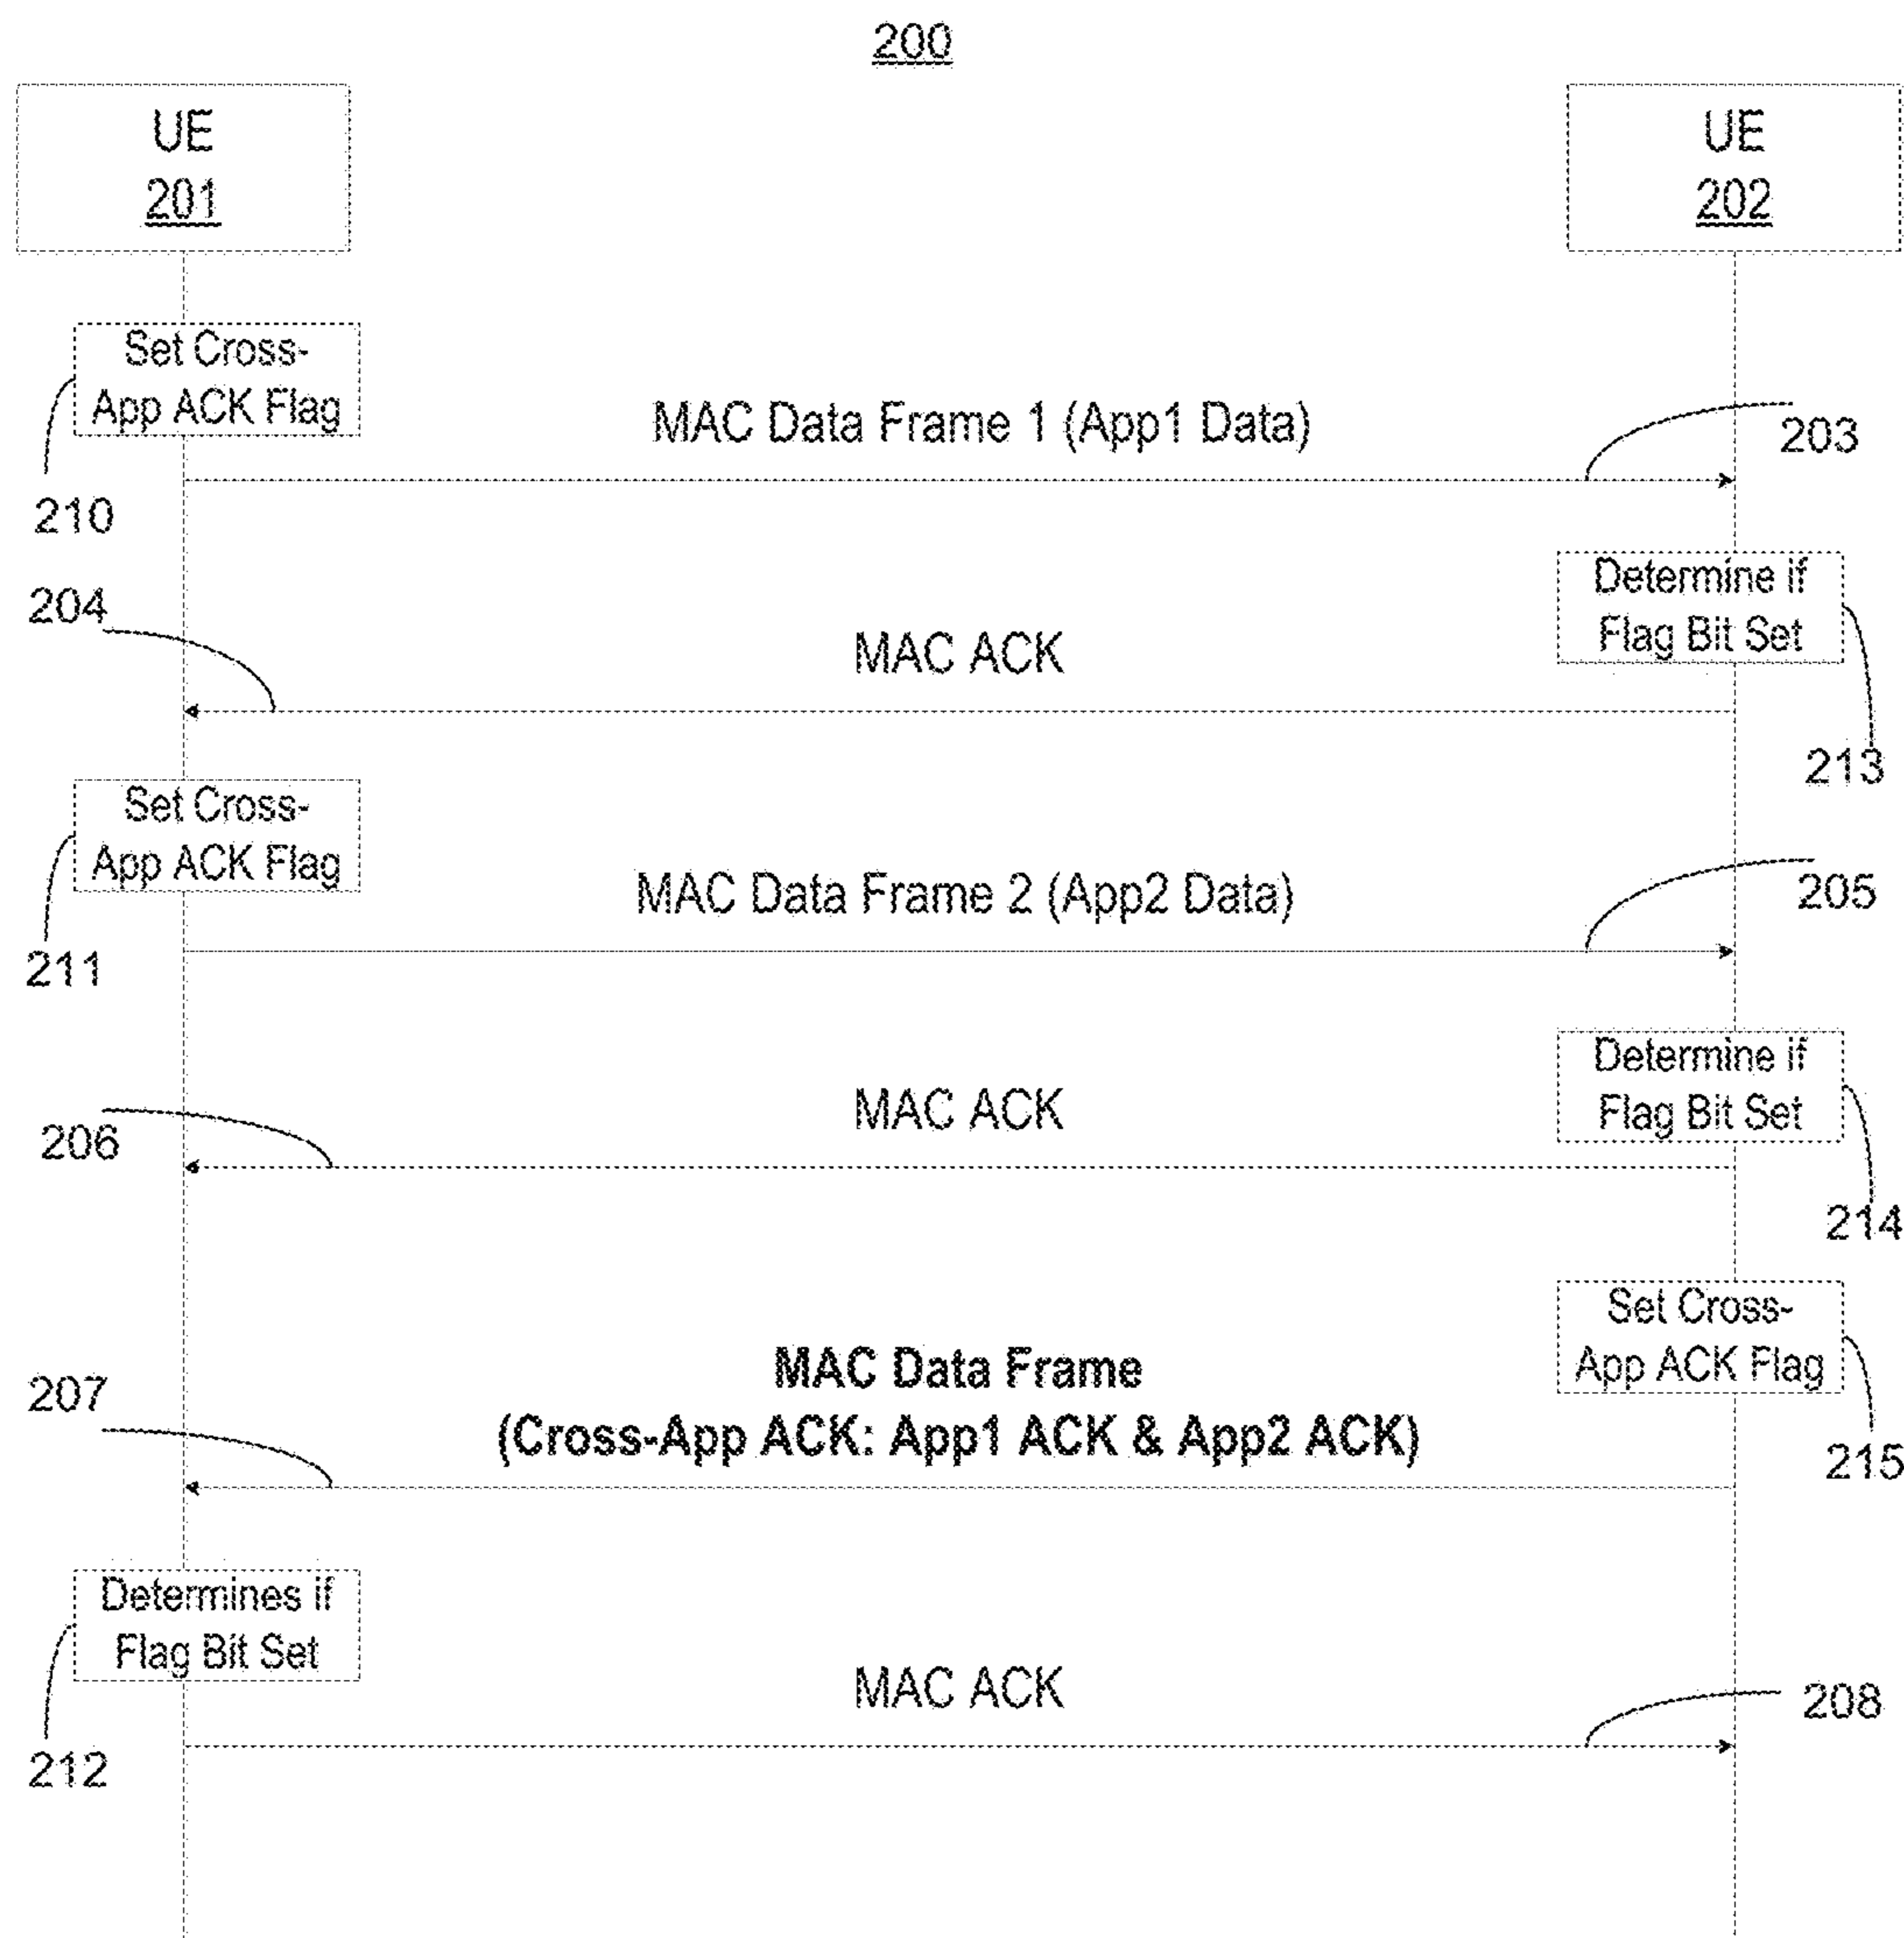 200
UE
201
UE
202
Set Cross-
App ACK Flag
210
MAC Data Frame 1 (App1 Data)
203
Determine if
Flag Bit Set
213
204
MAC ACK
Set Cross-
App ACK Flag
211
MAC Data Frame 2 (App2 Data)
205
Determine if
Flag Bit Set
214
206
MAC ACK
Set Cross-
App ACK Flag
215
207
MAC Data Frame
(Cross-App ACK: App1 ACK & App2 ACK)
Determines if
Flag Bit Set
212
MAC ACK
208